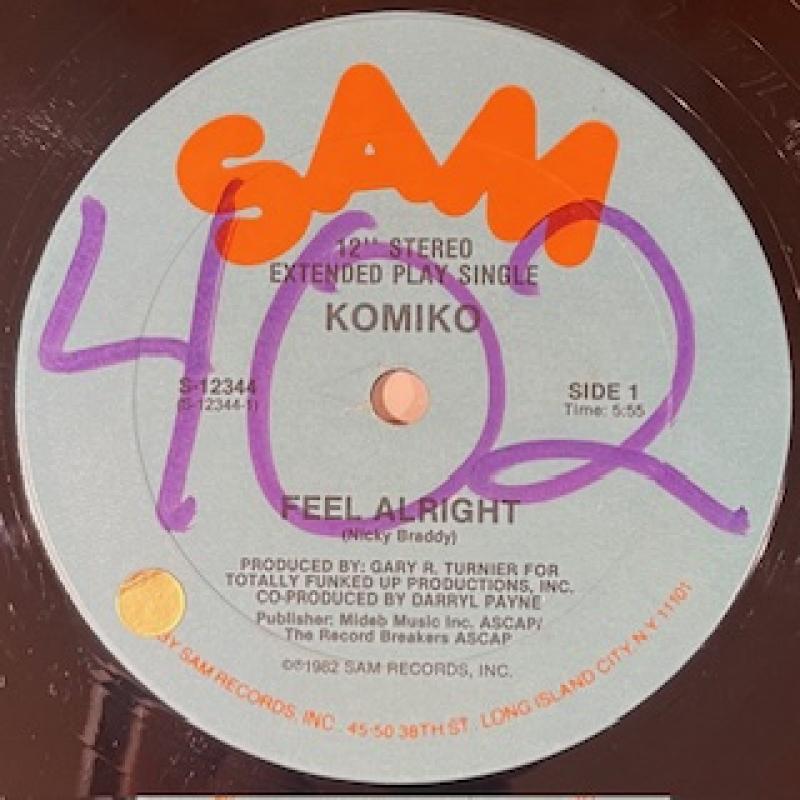 SAM
402
12'' STEREO
EXTENDED PLAY SINGLE
KOMIKO
S-12344
(S-12344-1)
SIDE 1
Time: 5:55
FEEL ALRIGHT
(Nicky Braddy)
PRODUCED BY: GARY R. TURNIER FOR
TOTALLY FUNKED UP PRODUCTIONS, INC.
CO-PRODUCED BY DARRYL PAYNE
Publisher: Mideb Music Inc. ASCAP/
The Record Breakers ASCAP
©℗1982 SAM RECORDS, INC.
BY SAM RECORDS, INC. 45-50 38TH ST. LONG ISLAND CITY, N.Y. 11101